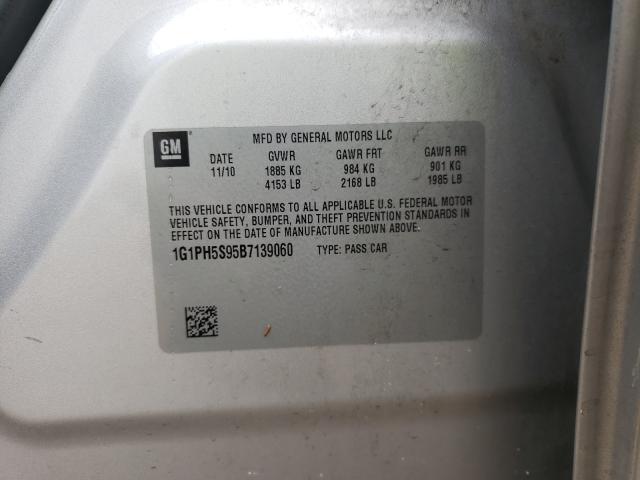 GM
MFD BY GENERAL MOTORS LLC
DATE GVWR GAWR FRT GAWR RR
11/10 1885 KG 984 KG 901 KG
4153 LB 2168 LB 1985 LB
THIS VEHICLE CONFORMS TO ALL APPLICABLE U.S. FEDERAL MOTOR
VEHICLE SAFETY, BUMPER, AND THEFT PREVENTION STANDARDS IN
EFFECT ON THE DATE OF MANUFACTURE SHOWN ABOVE.
1G1PH5S95B7139060 TYPE: PASS CAR